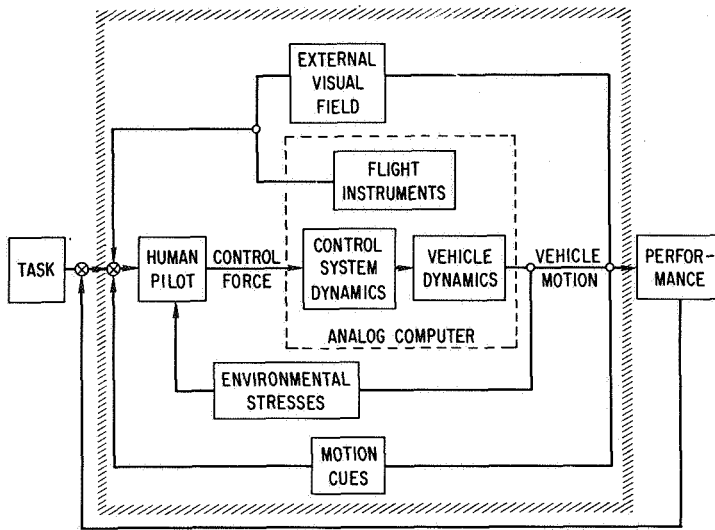 EXTERNAL
VISUAL
FIELD
FLIGHT
INSTRUMENTS
TASK
HUMAN
PILOT
CONTROL
FORCE
CONTROL
SYSTEM
DYNAMICS
VEHICLE
DYNAMICS
VEHICLE
MOTION
PERFOR-
MANCE
ANALOG COMPUTER
ENVIRONMENTAL
STRESSES
MOTION
CUES